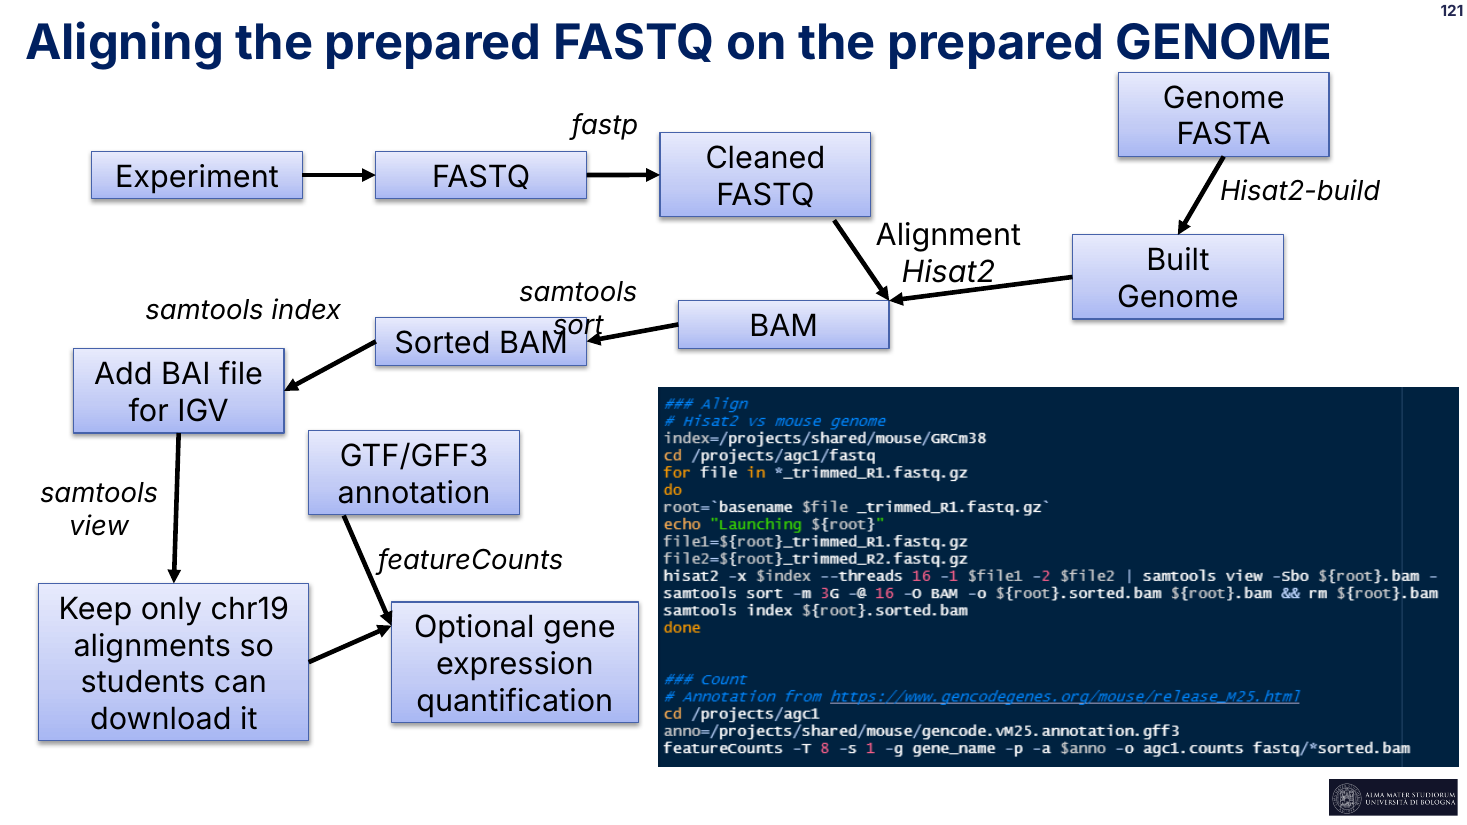 121
Aligning the prepared FASTQ on the prepared GENOME
Genome
FASTA
fastp
Experiment
FASTQ
Cleaned
FASTQ
Hisat2-build
Alignment
Hisat2
Built
Genome
samtools
sort
samtools index
Sorted BAM
BAM
Add BAI file
for IGV
GTF/GFF3
annotation
samtools
view
featureCounts
Keep only chr19
alignments so
students can
download it
Optional gene
expression
quantification
### Align
# Hisat2 vs mouse genome
index=/projects/shared/mouse/GRCm38
cd /projects/agc1/fastq
for file in *_trimmed_R1.fastq.gz
do
root=`basename $file _trimmed_R1.fastq.gz`
echo "Launching ${root}"
file1=${root}_trimmed_R1.fastq.gz
file2=${root}_trimmed_R2.fastq.gz
hisat2 -x $index --threads 16 -1 $file1 -2 $file2 | samtools view -Sbo ${root}.bam -
samtools sort -m 3G -@ 16 -O BAM -o ${root}.sorted.bam ${root}.bam && rm ${root}.bam
samtools index ${root}.sorted.bam
done
### Count
# Annotation from https://www.gencodegenes.org/mouse/release_M25.html
cd /projects/agc1
anno=/projects/shared/mouse/gencode.vM25.annotation.gff3
featureCounts -T 8 -s 1 -g gene_name -p -a $anno -o agc1.counts fastq/*sorted.bam
ALMA MATER STUDIORUM
UNIVERSITÀ DI BOLOGNA